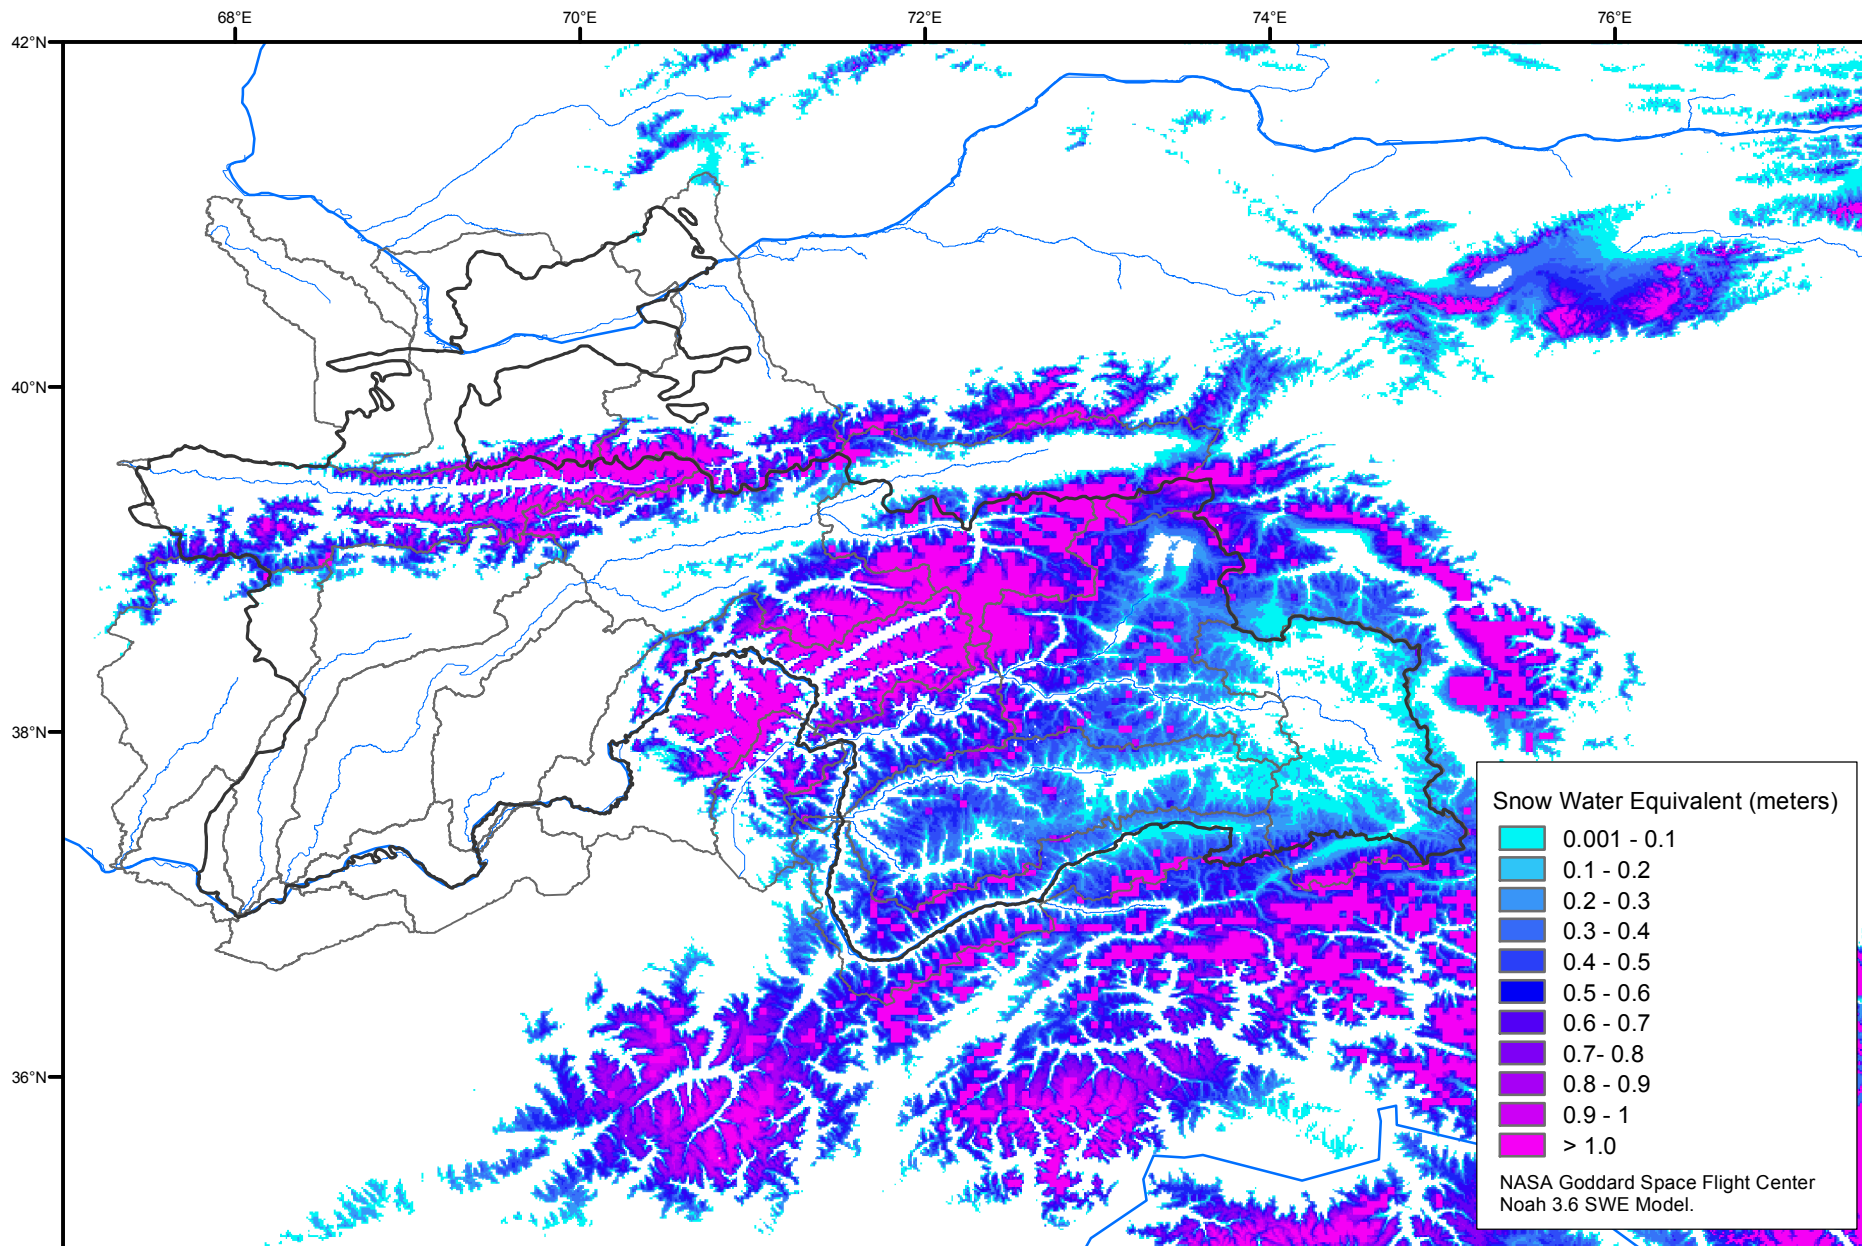 68°E
70°E
72°E
74°E
76°E
42°N
40°N
38°N
36°N
Snow Water Equivalent (meters)
0.001 - 0.1
0.1 - 0.2
0.2 - 0.3
0.3 - 0.4
0.4 - 0.5
0.5 - 0.6
0.6 - 0.7
0.7- 0.8
0.8 - 0.9
0.9 - 1
> 1.0
NASA Goddard Space Flight Center
Noah 3.6 SWE Model.